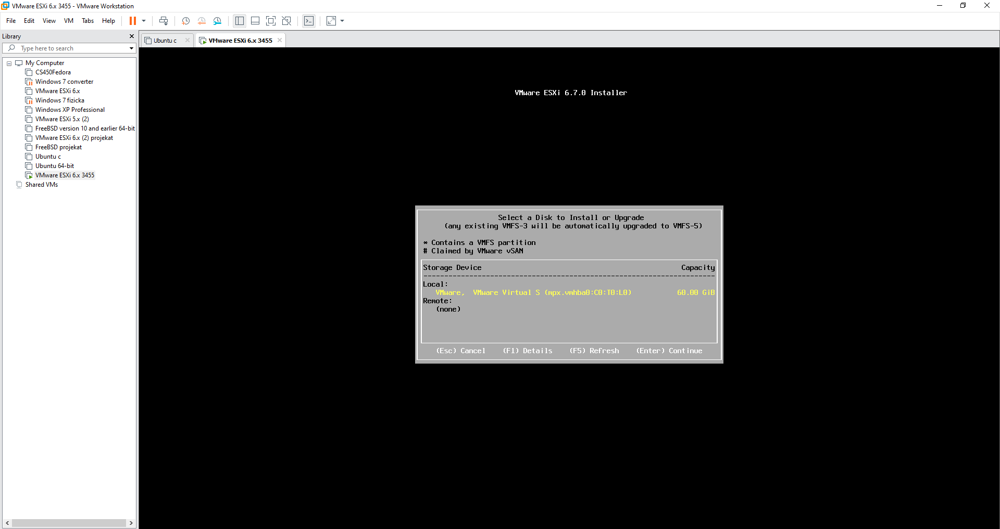 VMware ESXi 6.x 3455 - VMware Workstation
File Edit View VM Tabs Help
Library
Type here to search
My Computer
CS450Fedora
Windows 7 converter
VMware ESXi 6.x
Windows 7 fizicka
Windows XP Professional
VMware ESXi 5.x (2)
FreeBSD version 10 and earlier 64-bit
VMware ESXi 6.x (2) projekat
FreeBSD projekat
Ubuntu c
Ubuntu 64-bit
VMware ESXi 6.x 3455
Shared VMs
Ubuntu c
VMware ESXi 6.x 3455
VMware ESXi 6.7.0 Installer
Select a Disk to Install or Upgrade
(any existing VMFS-3 will be automatically upgraded to VMFS-5)
* Contains a VMFS partition
# Claimed by VMware vSAN
Storage Device Capacity
--------------------------------------------------------------------
Local:
VMware,  VMware Virtual S (mpx.vmhba0:C0:T0:L0) 60.00 GiB
Remote:
(none)
(Esc) Cancel (F1) Details (F5) Refresh (Enter) Continue